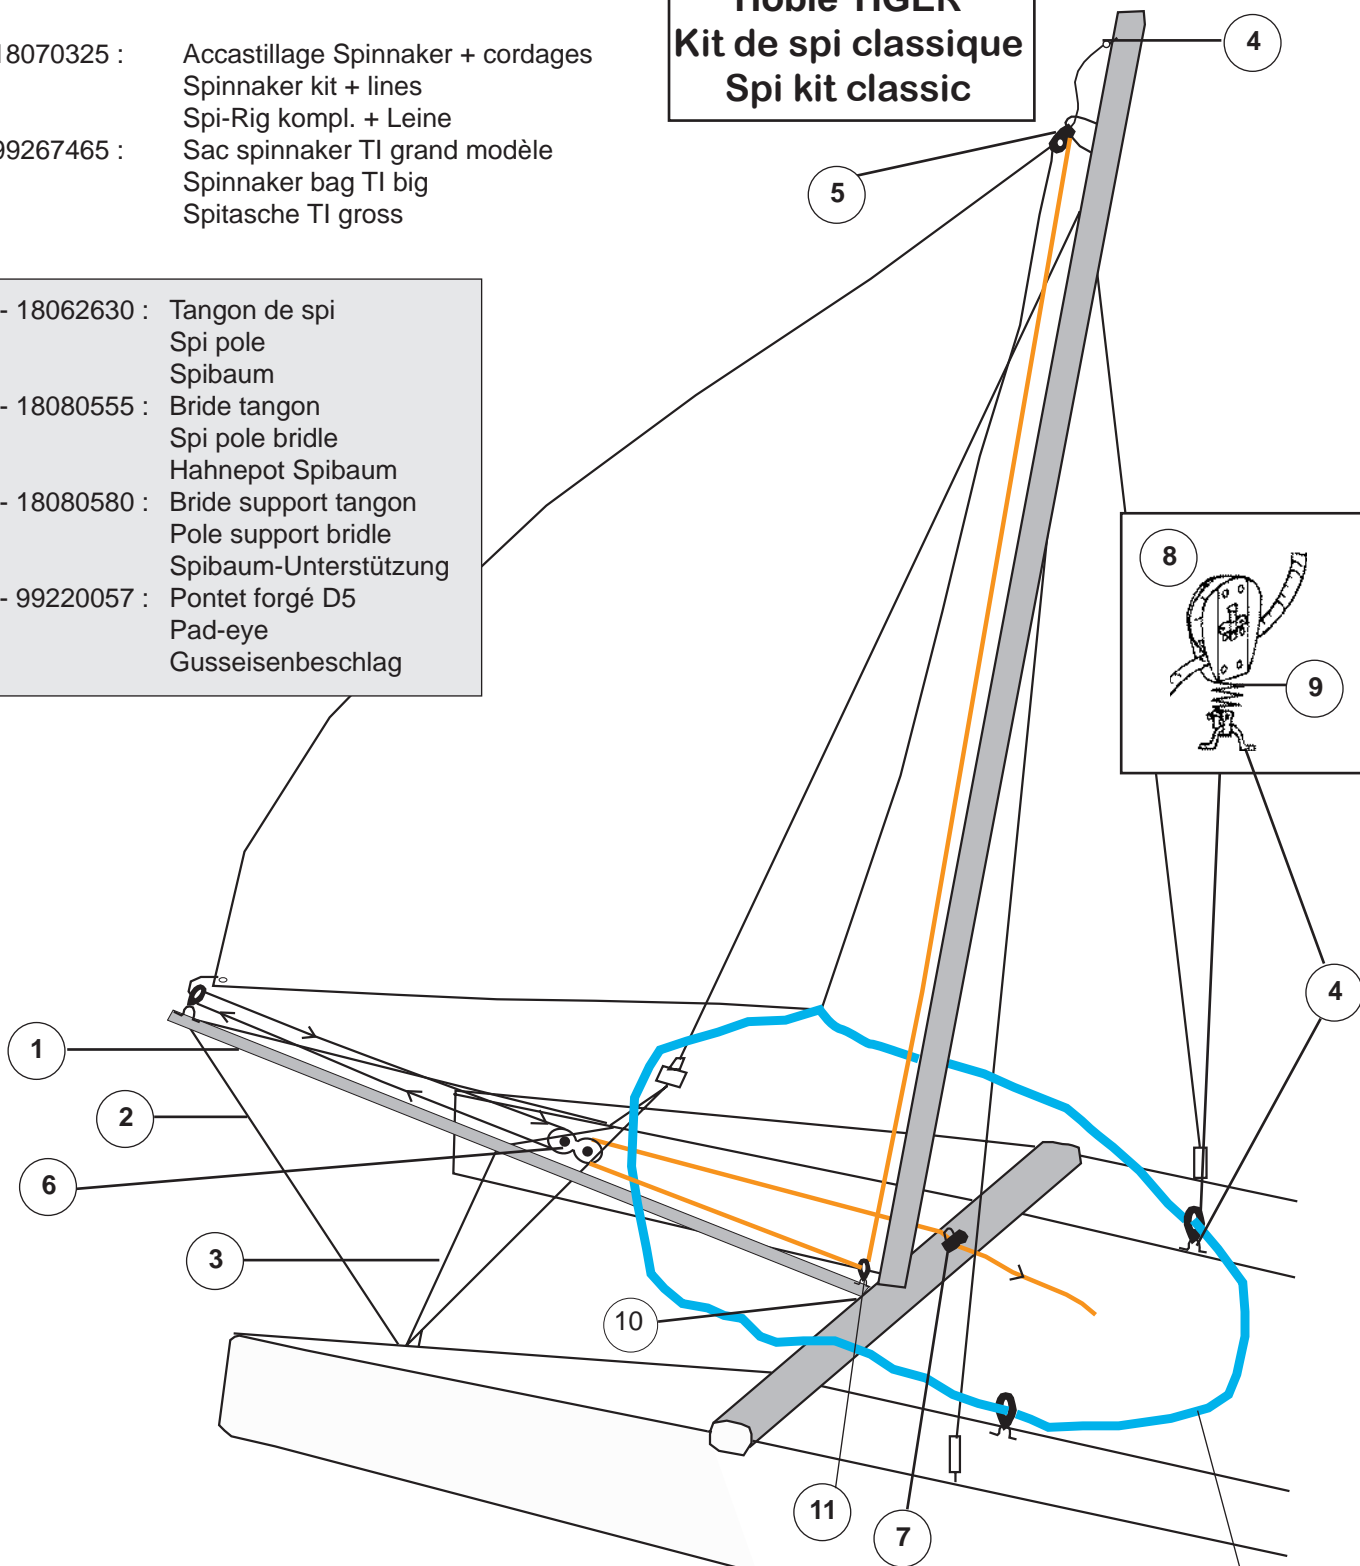 TIGER
Kit de spi classique
Spi kit classic
18070325 : Accastillage Spinnaker + cordages
Spinnaker kit + lines
Spi-Rig kompl. + Leine
99267465 : Sac spinnaker TI grand modèle
Spinnaker bag TI big
Spitasche TI gross
- 18062630 : Tangon de spi
Spi pole
Spibaum
- 18080555 : Bride tangon
Spi pole bridle
Hahnepot Spibaum
- 18080580 : Bride support tangon
Pole support bridle
Spibaum-Unterstützung
- 99220057 : Pontet forgé D5
Pad-eye
Gusseisenbeschlag
4
5
8
9
4
1
2
6
3
10
11
7